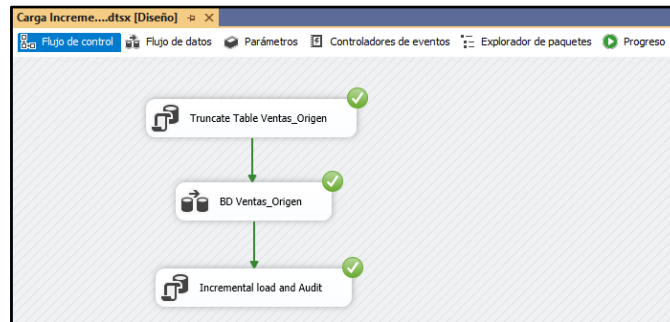 Carga Increme....dtsx [Diseño]
Flujo de control Flujo de datos Parámetros Controladores de eventos Explorador de paquetes Progreso
Truncate Table Ventas_Origen
BD Ventas_Origen
Incremental load and Audit